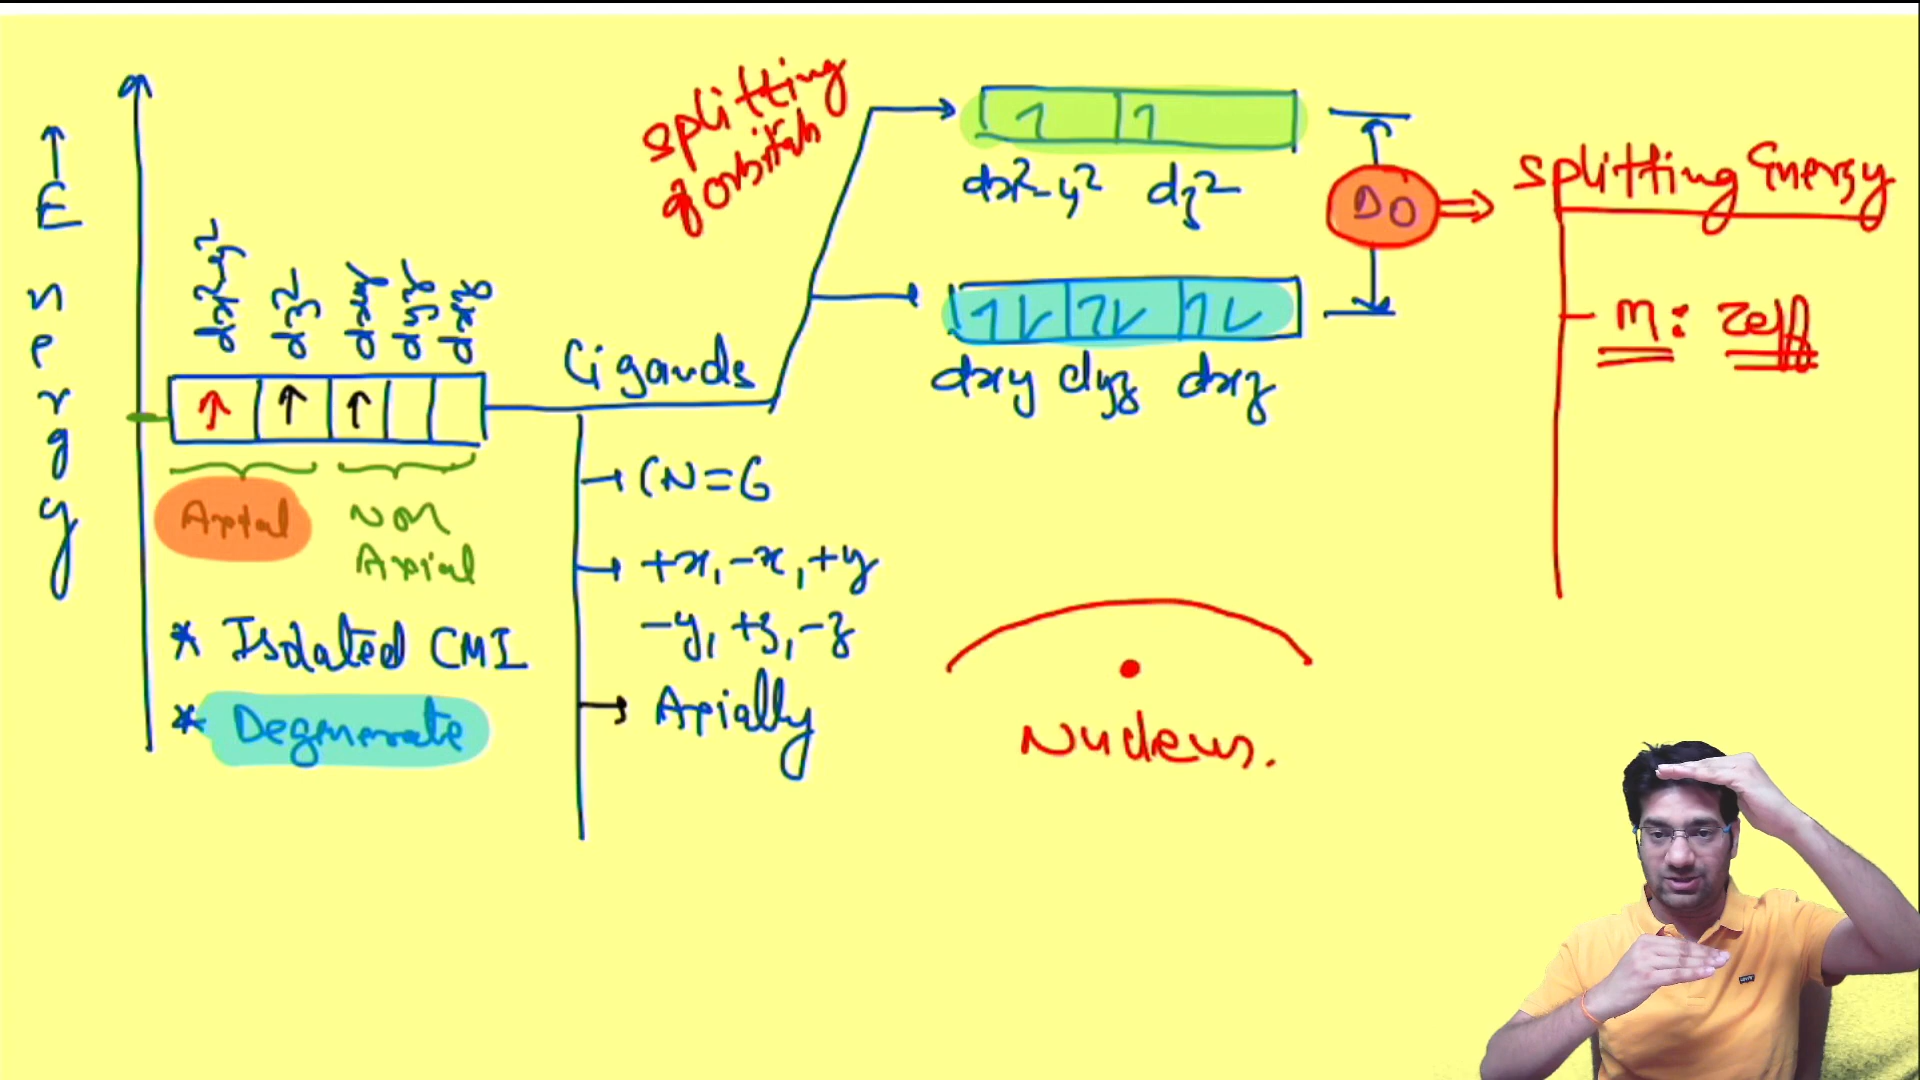 Energy
E →
dx²-y² dz² dxy dyz dxz
Axial
Non
Axial
* Isolated CMI
* Degenerate
Ligands
→ CN=6
→ +x, -x, +y
-y, +z, -z
→ Axially
splitting
of orbitals
dx²-y² dz²
dxy dyz dxz
Δo
Splitting Energy
M: Zeff
Nucleus.